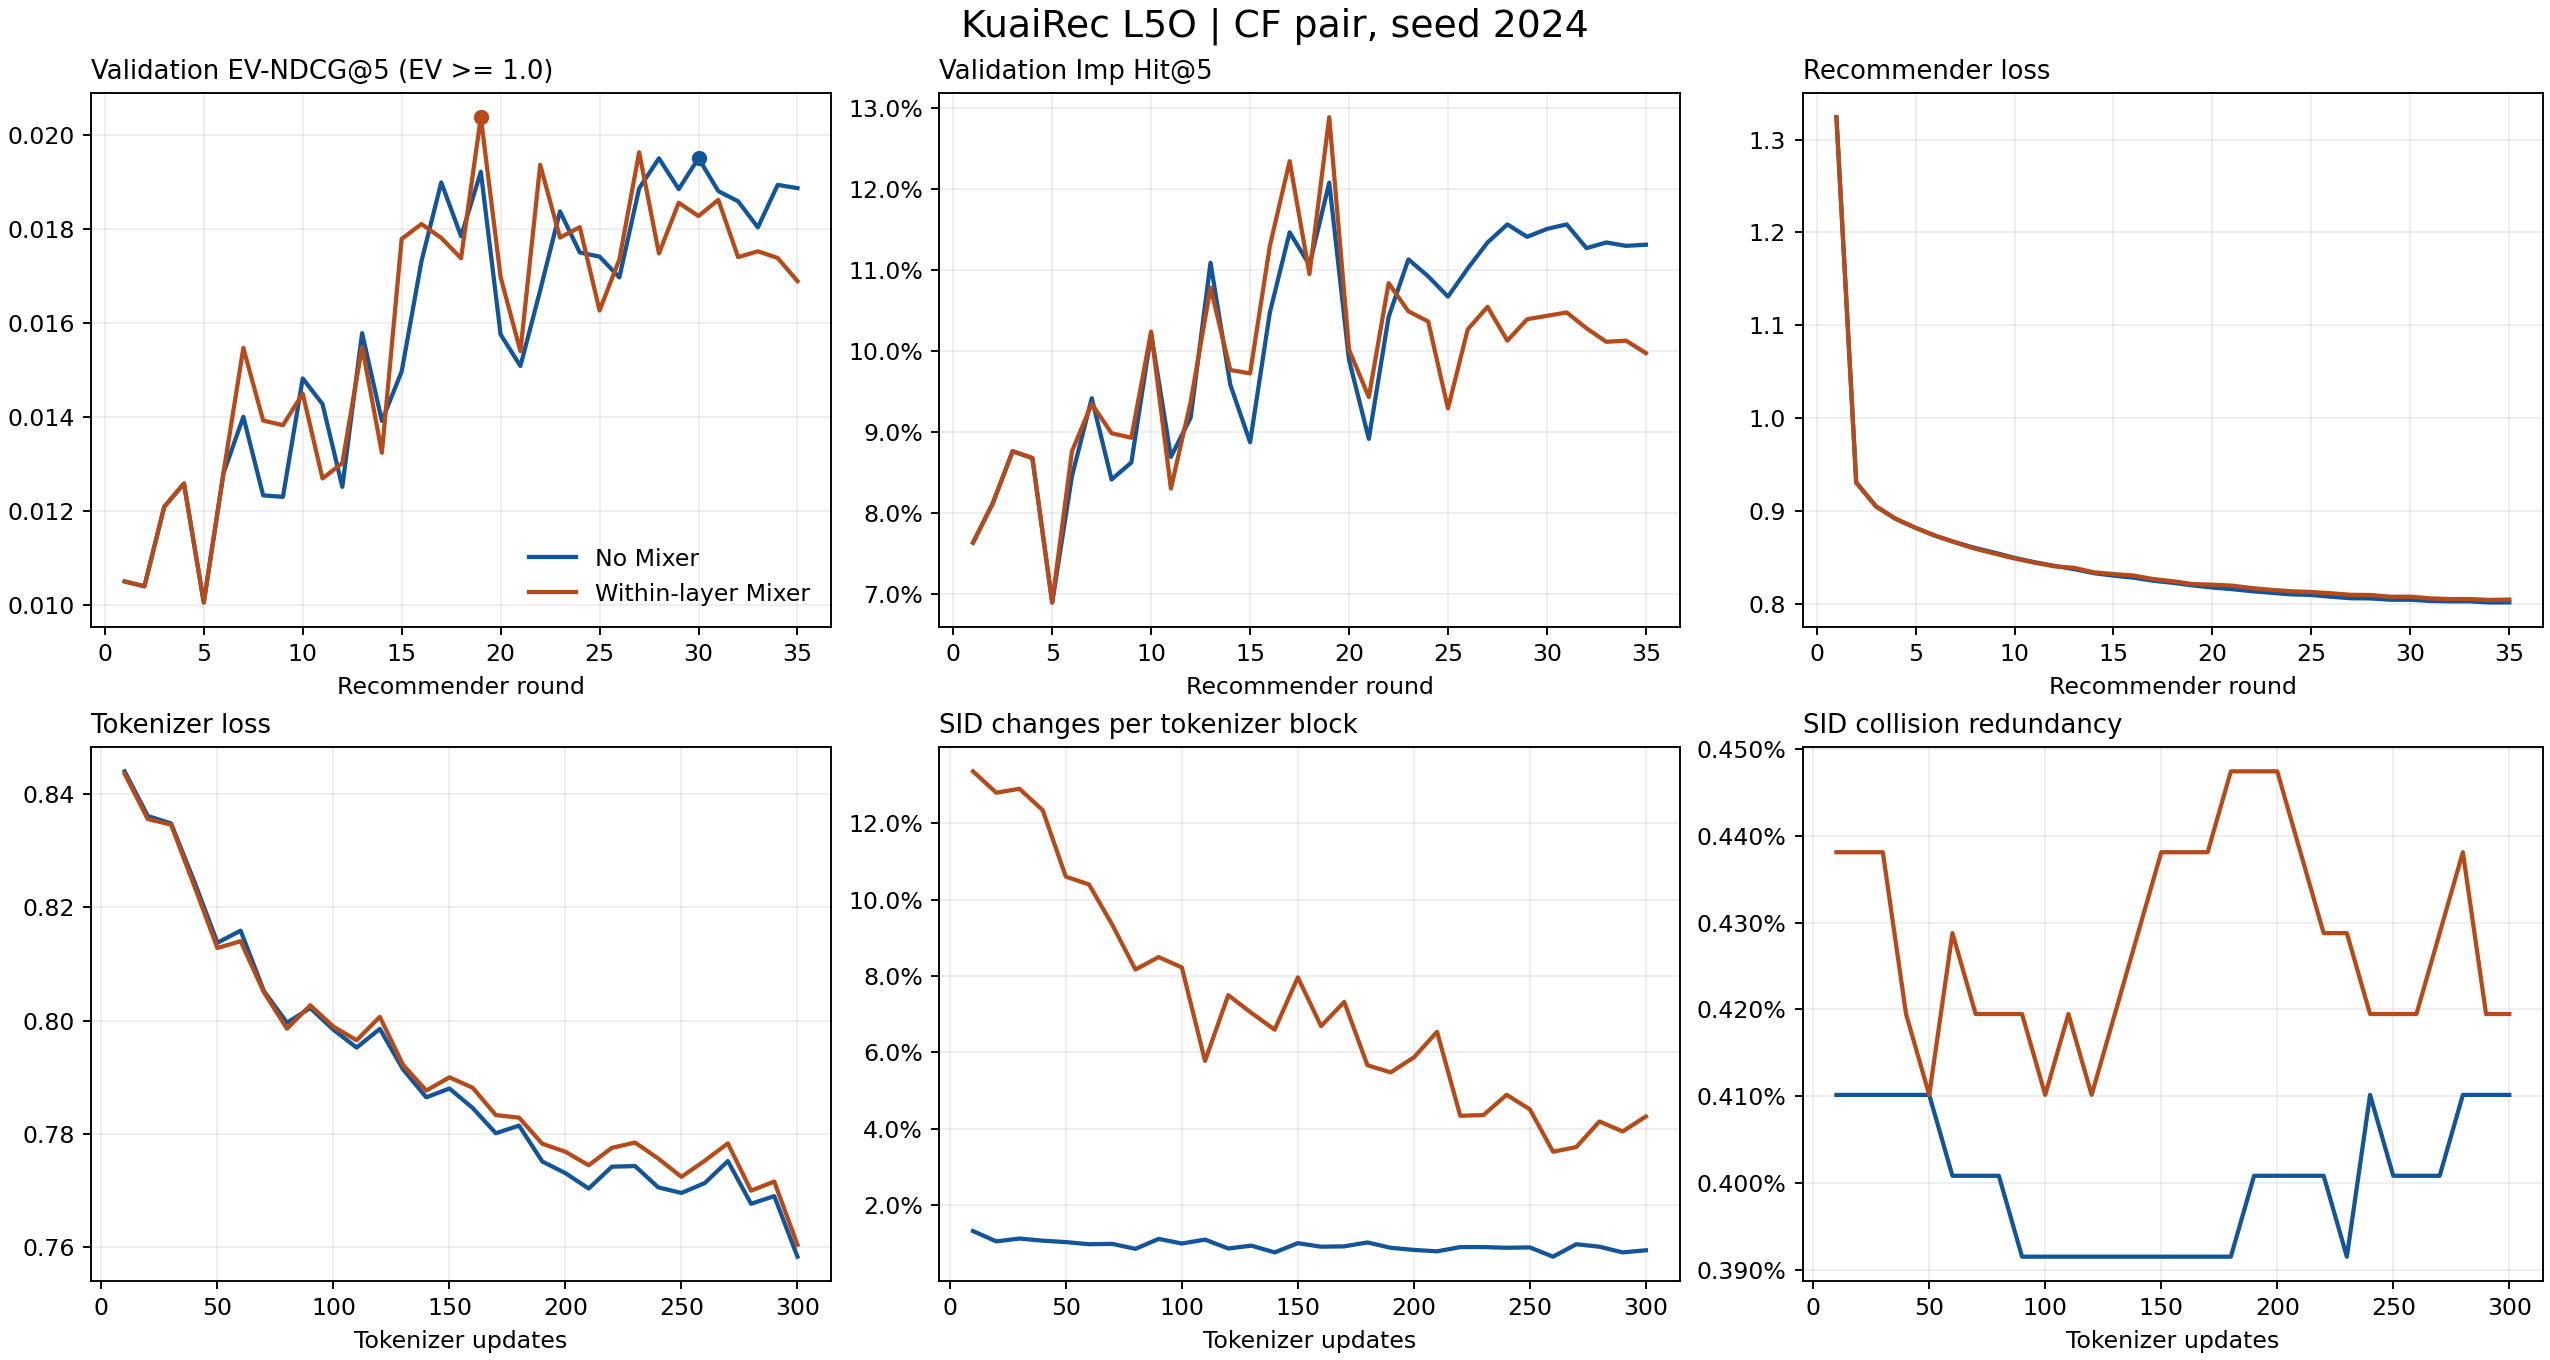 KuaiRec L5O | CF pair, seed 2024
Validation EV-NDCG@5 (EV >= 1.0)
0.020
0.018
0.016
0.014
0.012
0.010
No Mixer
Within-layer Mixer
0 5 10 15 20 25 30 35
Recommender round
Validation Imp Hit@5
13.0%
12.0%
11.0%
10.0%
9.0%
8.0%
7.0%
0 5 10 15 20 25 30 35
Recommender round
Recommender loss
1.3
1.2
1.1
1.0
0.9
0.8
0 5 10 15 20 25 30 35
Recommender round
Tokenizer loss
0.84
0.82
0.80
0.78
0.76
0 50 100 150 200 250 300
Tokenizer updates
SID changes per tokenizer block
12.0%
10.0%
8.0%
6.0%
4.0%
2.0%
0 50 100 150 200 250 300
Tokenizer updates
SID collision redundancy
0.450%
0.440%
0.430%
0.420%
0.410%
0.400%
0.390%
0 50 100 150 200 250 300
Tokenizer updates